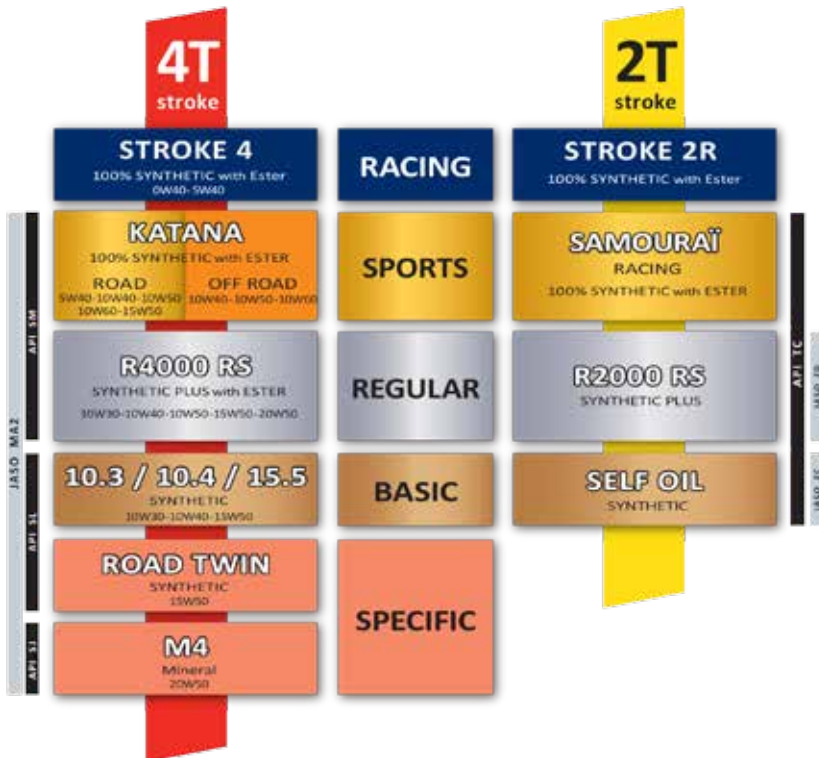 4T
stroke
2T
stroke
STROKE 4
100% SYNTHETIC with Ester
0W40-5W40
RACING
STROKE 2R
100% SYNTHETIC with Ester
KATANA
100% SYNTHETIC with ESTER
ROAD
5W40-10W40-10W50
10W60-15W50
OFF ROAD
10W40-10W50-10W60
SPORTS
SAMOURAÏ
RACING
100% SYNTHETIC with ESTER
R4000 RS
SYNTHETIC PLUS with ESTER
10W30-10W40-10W50-15W50-20W50
REGULAR
R2000 RS
SYNTHETIC PLUS
10.3 / 10.4 / 15.5
SYNTHETIC
10W30-10W40-15W50
BASIC
SELF OIL
SYNTHETIC
ROAD TWIN
SYNTHETIC
15W50
SPECIFIC
M4
Mineral
20W50
JASO MA2
API SM
API SL
API SJ
API TC
JASO
JASO